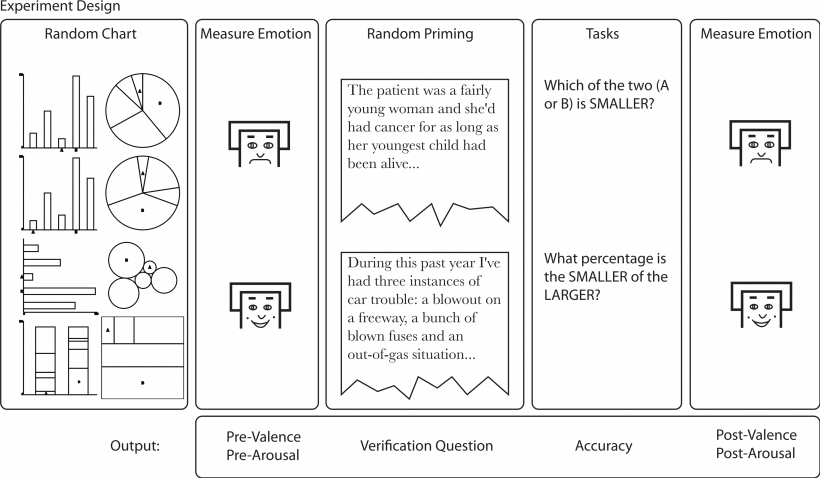 Experiment Design
Random Chart
Measure Emotion
Random Priming
Tasks
Measure Emotion
A
B
A
B
A
B
A
B
A
B
A
B
A
B
A
B
The patient was a fairly
young woman and she'd
had cancer for as long as
her youngest child had
been alive...
During this past year I've
had three instances of
car trouble: a blowout on
a freeway, a bunch of
blown fuses and an
out-of-gas situation...
Which of the two (A
or B) is SMALLER?
What percentage is
the SMALLER of the
LARGER?
Output:
Pre-Valence
Pre-Arousal
Verification Question
Accuracy
Post-Valence
Post-Arousal